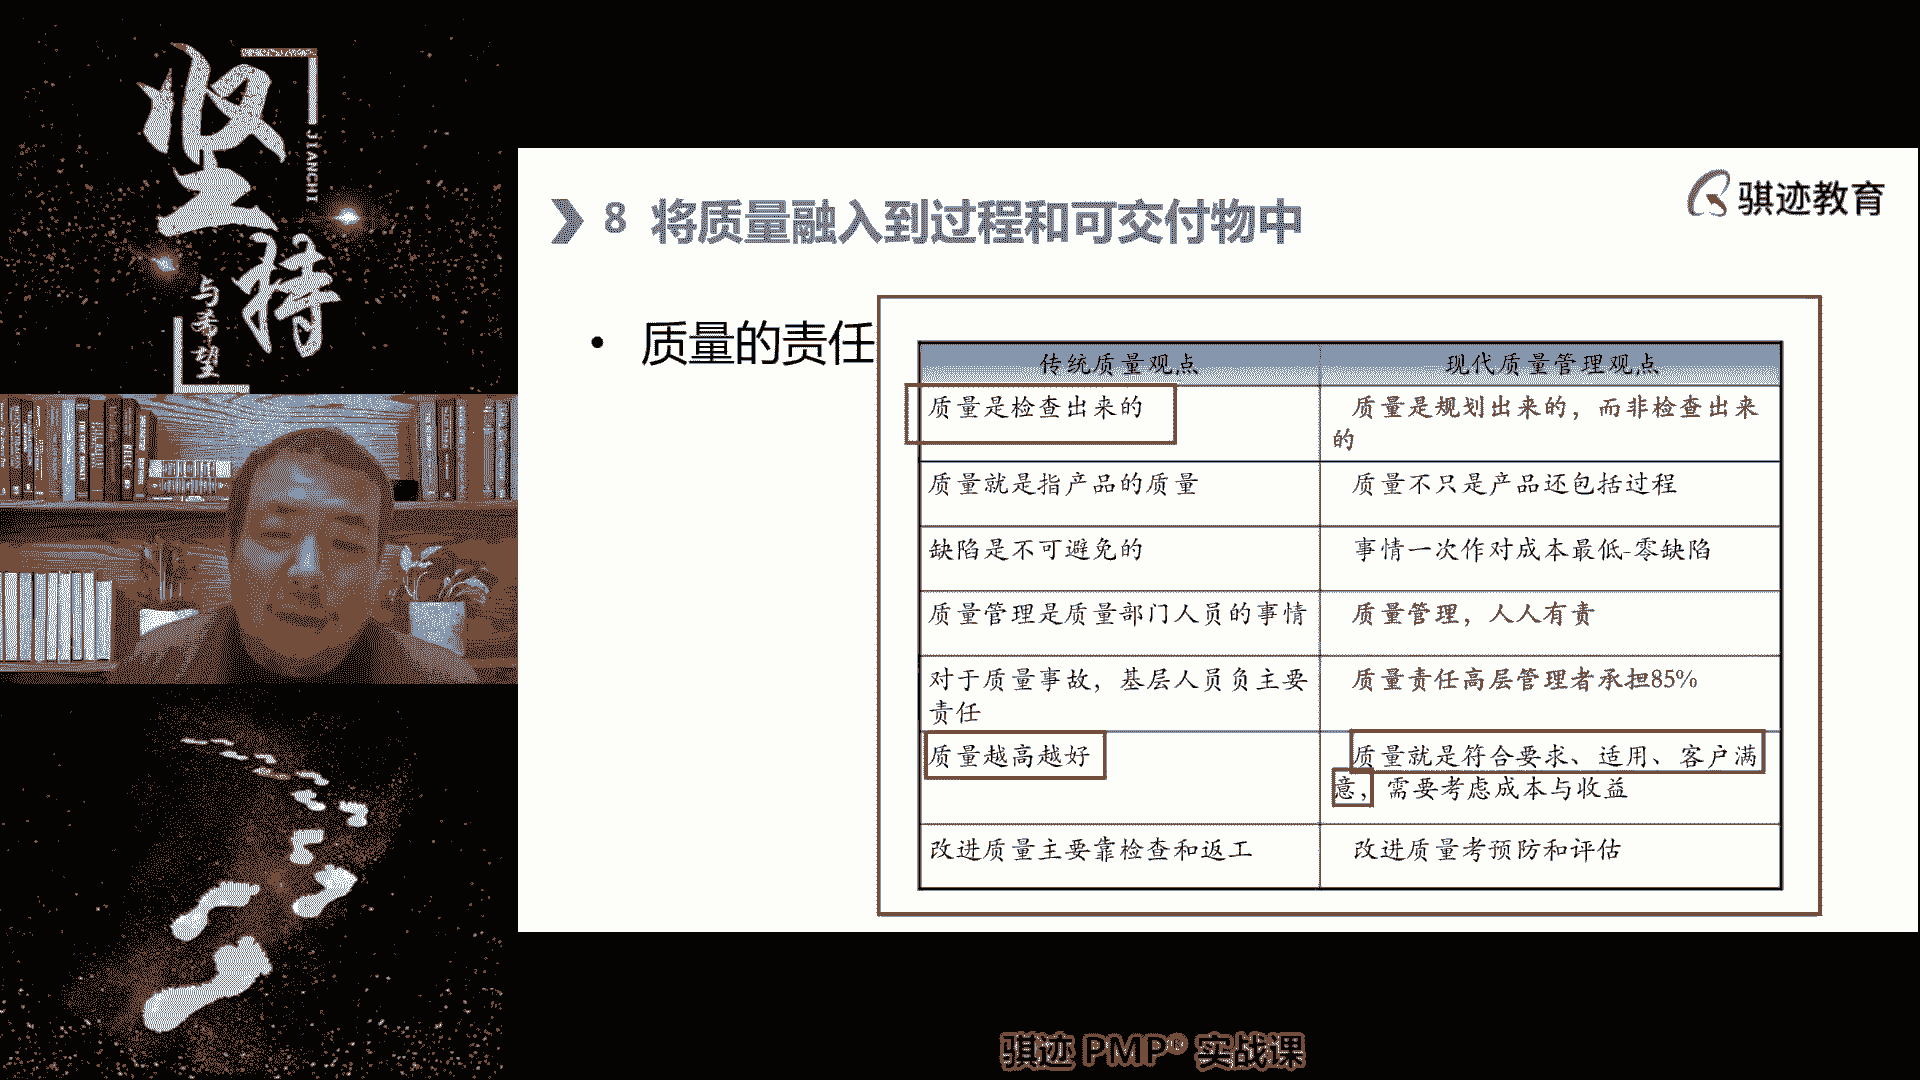 坚持
JIANCHI
与希望
8 将质量融入到过程和可交付物中
骐迹教育
• 质量的责任
传统质量观点
现代质量管理观点
质量是检查出来的
质量是规划出来的，而非检查出来
的
质量就是指产品的质量
质量不只是产品还包括过程
缺陷是不可避免的
事情一次作对成本最低-零缺陷
质量管理是质量部门人员的事情
质量管理，人人有责
对于质量事故，基层人员负主要
责任
质量责任高层管理者承担85%
质量越高越好
质量就是符合要求、适用、客户满
意，需要考虑成本与收益
改进质量主要靠检查和返工
改进质量考预防和评估
骐迹 PMP® 实战课